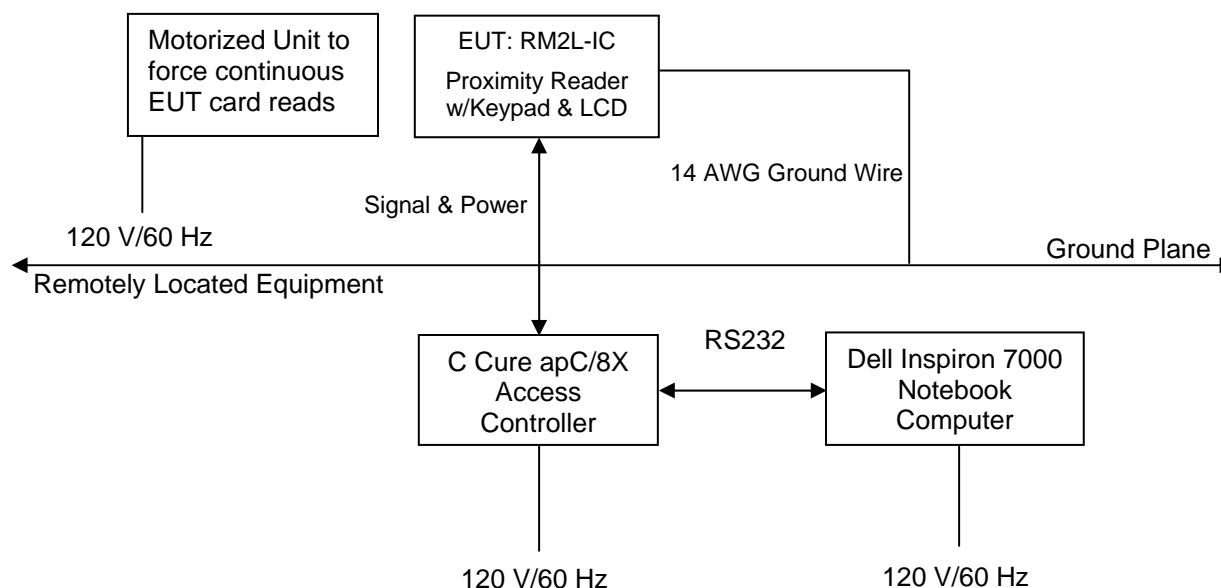 Motorized Unit to
force continuous
EUT card reads
EUT: RM2L-IC
Proximity Reader
w/Keypad & LCD
14 AWG Ground Wire
Signal & Power
120 V/60 Hz
Ground Plane
Remotely Located Equipment
C Cure apC/8X
Access
Controller
RS232
Dell Inspiron 7000
Notebook
Computer
120 V/60 Hz
120 V/60 Hz